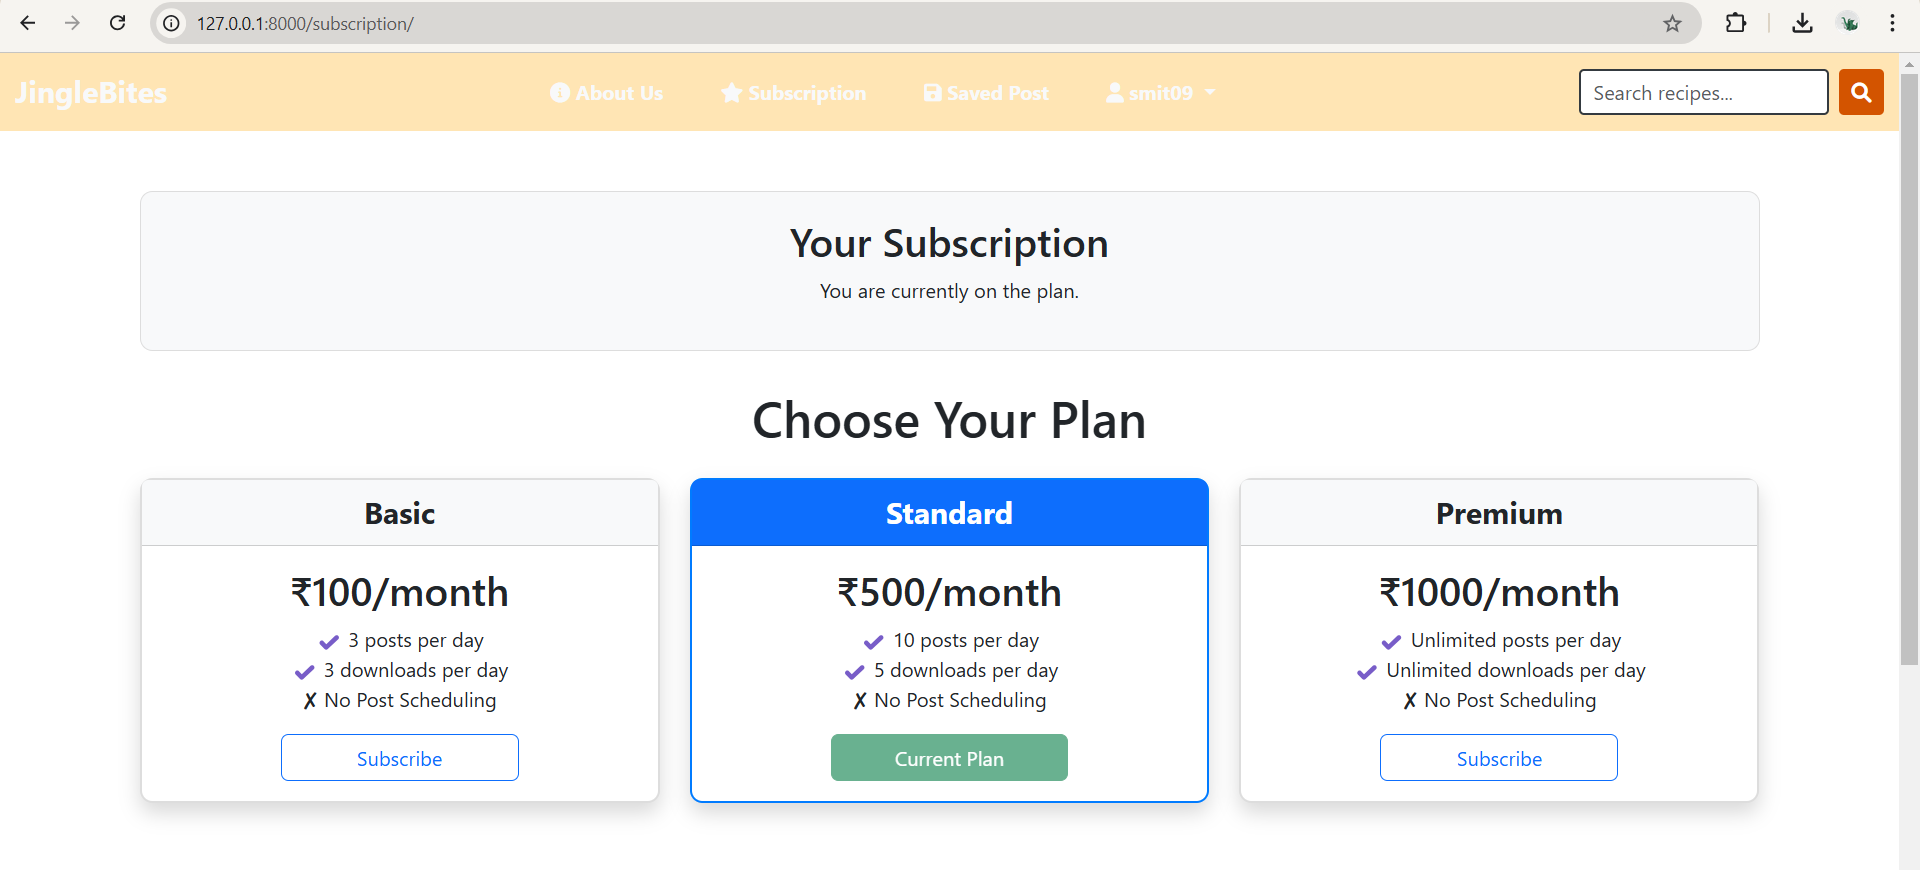 127.0.0.1:8000/subscription/
JingleBites
About Us
Subscription
Saved Post
smit09
Search recipes...
Your Subscription
You are currently on the plan.
Choose Your Plan
Basic
₹100/month
✔ 3 posts per day
✔ 3 downloads per day
✗ No Post Scheduling
Subscribe
Standard
₹500/month
✔ 10 posts per day
✔ 5 downloads per day
✗ No Post Scheduling
Current Plan
Premium
₹1000/month
✔ Unlimited posts per day
✔ Unlimited downloads per day
✗ No Post Scheduling
Subscribe